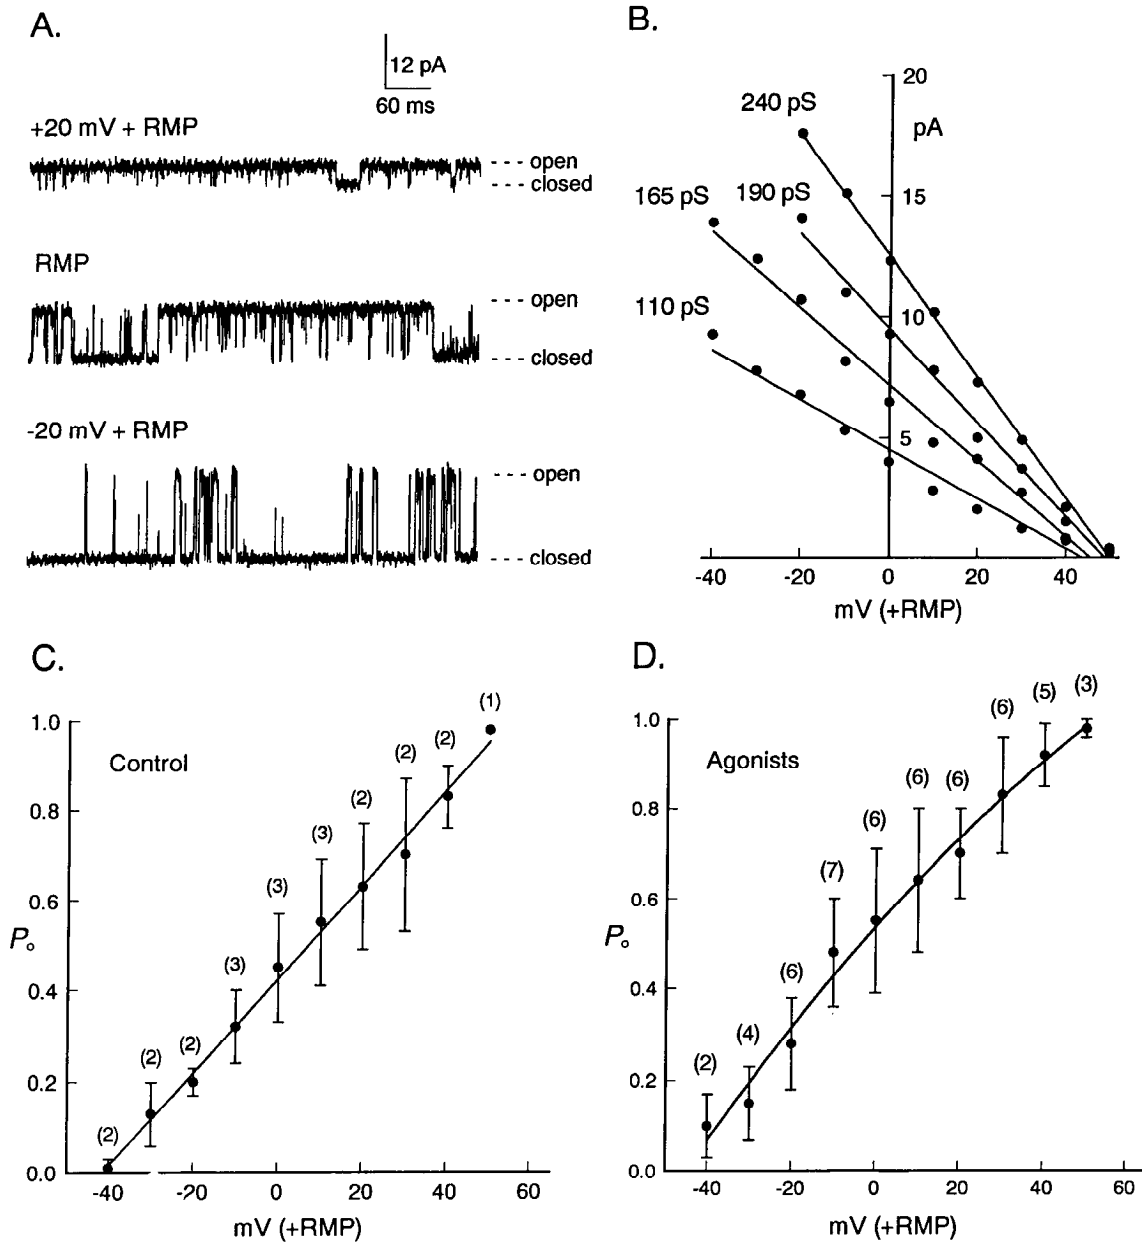 A.
12 pA
60 ms
+20 mV + RMP
open
closed
RMP
open
closed
-20 mV + RMP
open
closed
B.
20
240 pS
pA
165 pS
190 pS
15
110 pS
10
5
-40 -20 0 20 40
mV (+RMP)
C.
Control
(1)
(2)
(2)
(2)
(3)
(3)
(3)
(2)
(2)
(2)
1.0
0.8
0.6
0.4
0.2
0.0
Po
-40 -20 0 20 40 60
mV (+RMP)
D.
Agonists
(3)
(5)
(6)
(6)
(6)
(6)
(7)
(6)
(4)
(2)
1.0
0.8
0.6
0.4
0.2
0.0
Po
-40 -20 0 20 40 60
mV (+RMP)